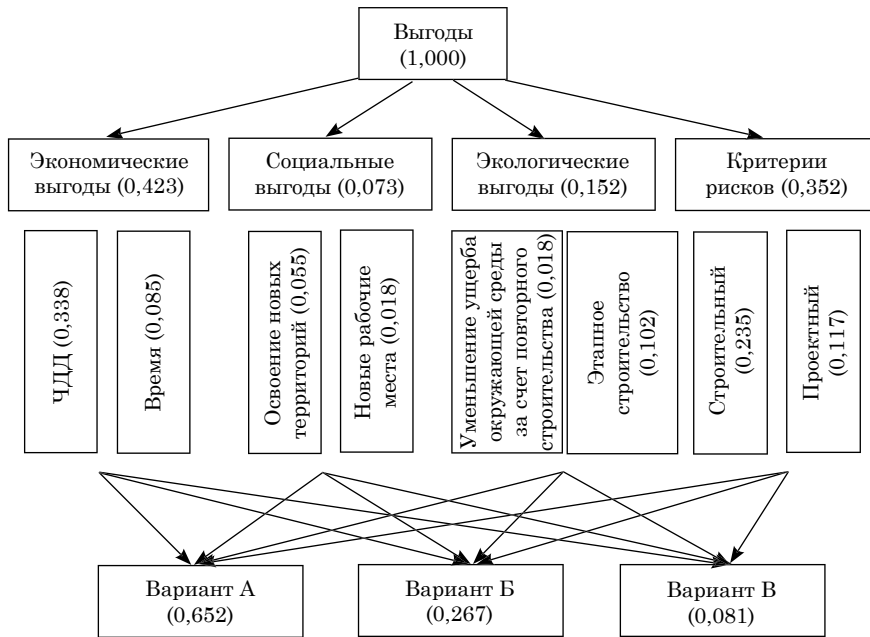 Выгоды
(1,000)
Экономические
выгоды (0,423)
Социальные
выгоды (0,073)
Экологические
выгоды (0,152)
Критерии
рисков (0,352)
ЧДД (0,338)
Время (0,085)
Освоение новых
территорий (0,055)
Новые рабочие
места (0,018)
Уменьшение ущерба
окружающей среды
за счет повторного
строительства (0,018)
Этапное
строительство
(0,102)
Строительный
(0,235)
Проектный
(0,117)
Вариант А
(0,652)
Вариант Б
(0,267)
Вариант В
(0,081)